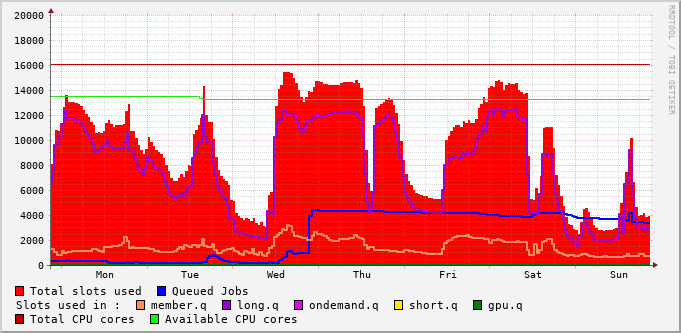 20000
18000
16000
14000
12000
10000
8000
6000
4000
2000
0
Mon Tue Wed Thu Fri Sat Sun
RRDTOOL / TOBI OETIKER
Total slots used Queued Jobs
Slots used in : member.q long.q ondemand.q short.q gpu.q
Total CPU cores Available CPU cores